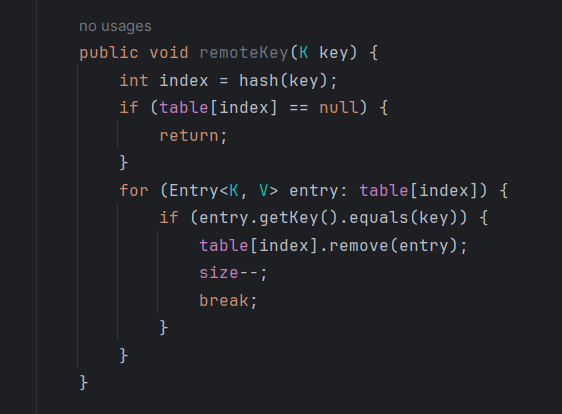 no usages
public void remoteKey(K key) {
int index = hash(key);
if (table[index] == null) {
return;
}
for (Entry<K, V> entry: table[index]) {
if (entry.getKey().equals(key)) {
table[index].remove(entry);
size--;
break;
}
}
}